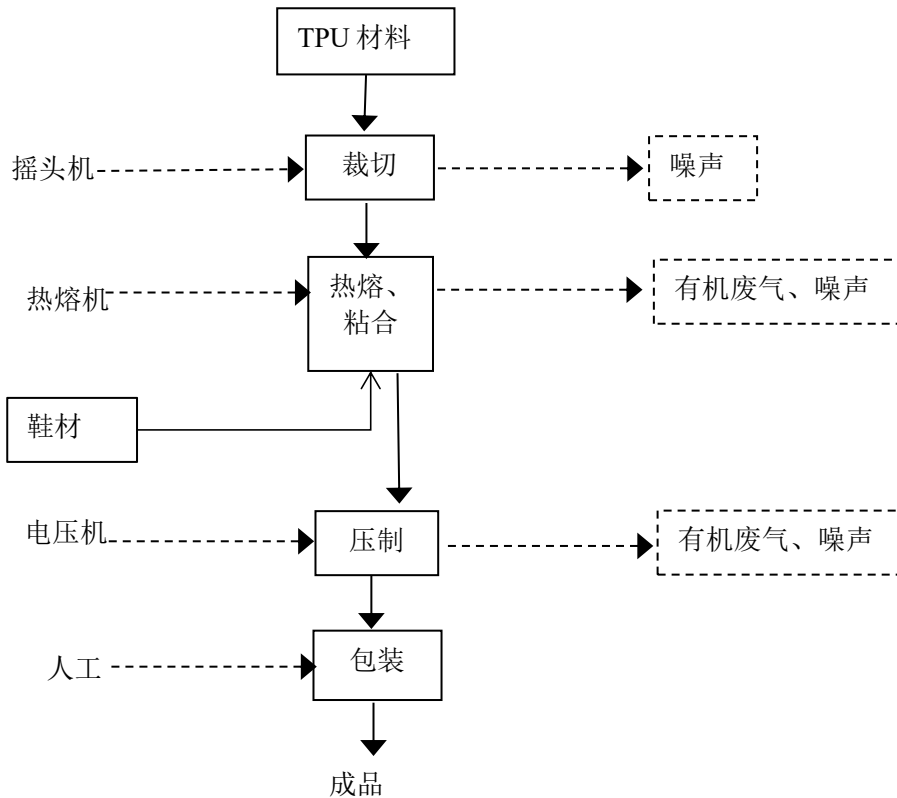 TPU 材料
摇头机
裁切
噪声
热熔机
热熔、
粘合
有机废气、噪声
鞋材
电压机
压制
有机废气、噪声
人工
包装
成品